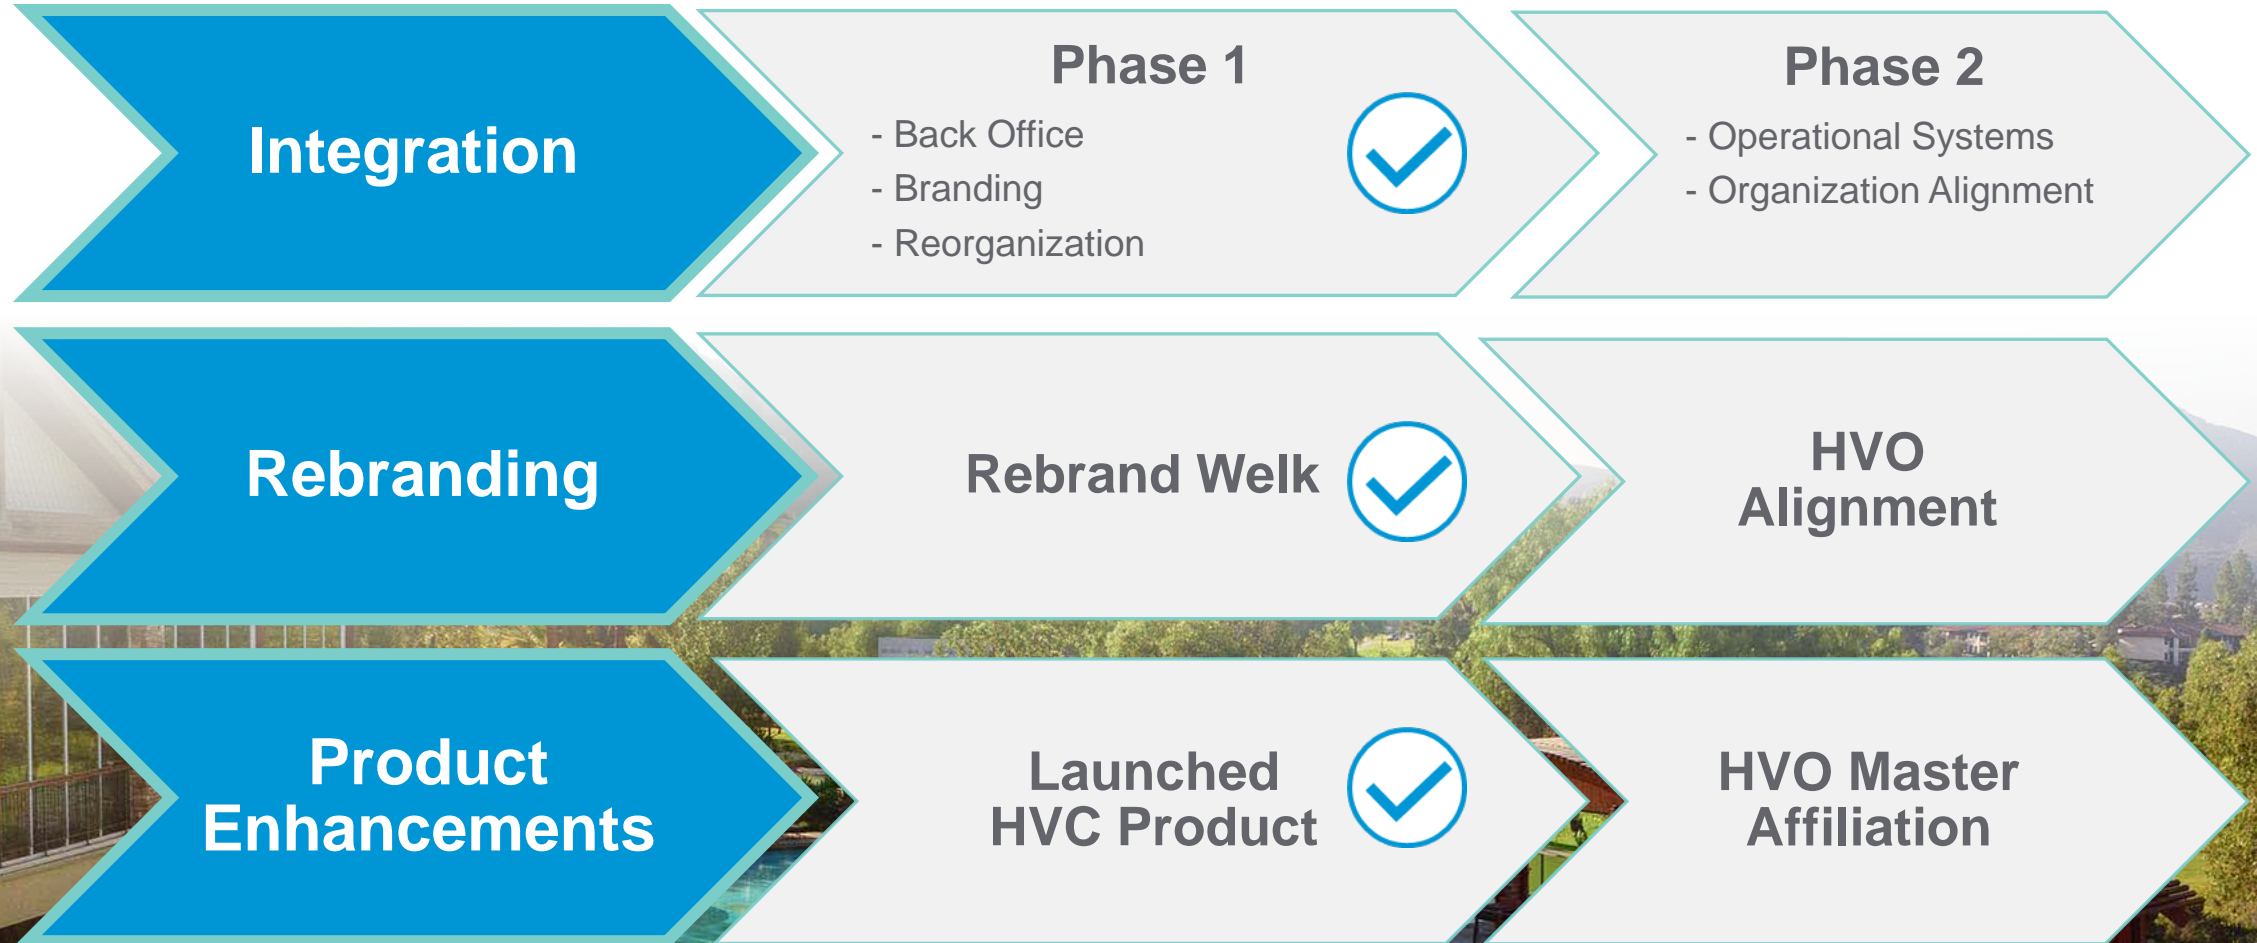 Integration
Phase 1
- Back Office
- Branding
- Reorganization
Phase 2
- Operational Systems
- Organization Alignment
Rebranding
Rebrand Welk
HVO
Alignment
Product
Enhancements
Launched
HVC Product
HVO Master
Affiliation